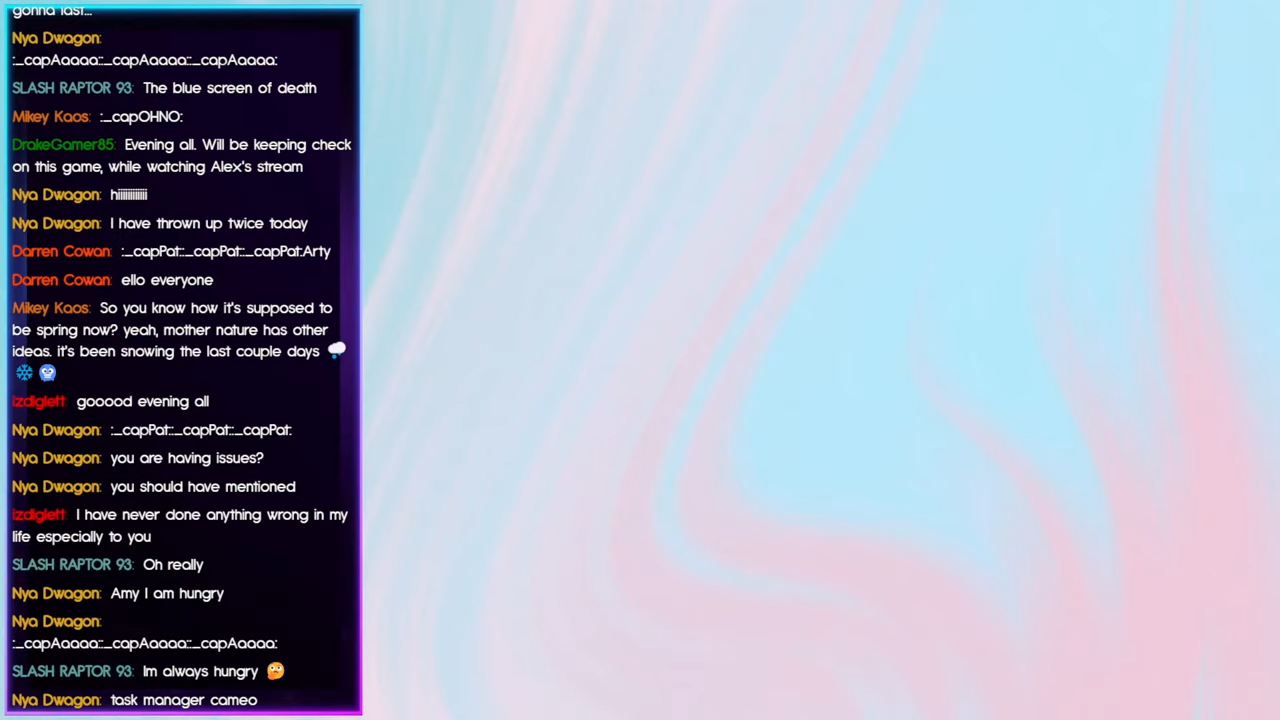 gonna last...
Nya Dwagon:
:_capAaaaa::_capAaaaa::_capAaaaa:
SLASH RAPTOR 93: The blue screen of death
Mikey Kaos: :_capOHNO:
DrakeGamer85: Evening all. Will be keeping check
on this game, while watching Alex's stream
Nya Dwagon: hiiiiiiiiiiiii
Nya Dwagon: I have thrown up twice today
Darren Cowan: :_capPat::_capPat::_capPat:Arty
Darren Cowan: ello everyone
Mikey Kaos: So you know how it's supposed to
be spring now? yeah, mother nature has other
ideas. it's been snowing the last couple days
izdiglett: gooood evening all
Nya Dwagon: :_capPat::_capPat::_capPat:
Nya Dwagon: you are having issues?
Nya Dwagon: you should have mentioned
izdiglett: I have never done anything wrong in my
life especially to you
SLASH RAPTOR 93: Oh really
Nya Dwagon: Amy I am hungry
Nya Dwagon:
:_capAaaaa::_capAaaaa::_capAaaaa:
SLASH RAPTOR 93: Im always hungry
Nya Dwagon: task manager cameo